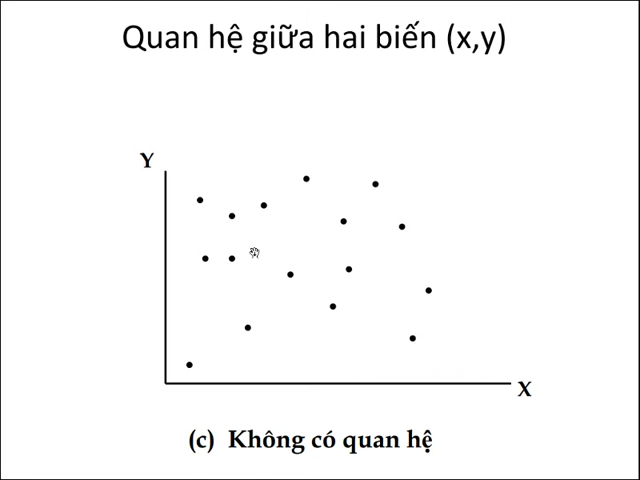 Quan hệ giữa hai biến (x,y)
Y
X
(c) Không có quan hệ